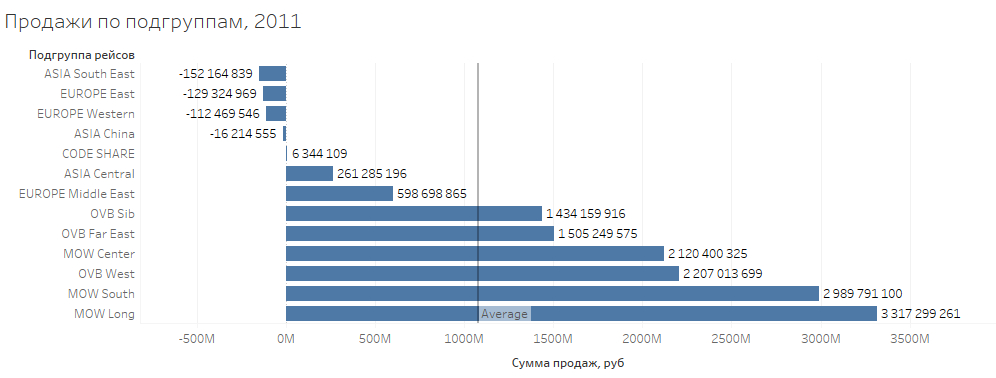 Продажи по подгруппам, 2011
Подгруппа рейсов
ASIA South East -152 164 839
EUROPE East -129 324 969
EUROPE Western -112 469 546
ASIA China -16 214 555
CODE SHARE 6 344 109
ASIA Central 261 285 196
EUROPE Middle East 598 698 865
OVB Sib 1 434 159 916
OVB Far East 1 505 249 575
MOW Center 2 120 400 325
OVB West 2 207 013 699
MOW South 2 989 791 100
MOW Long Average 3 317 299 261
-500M 0M 500M 1000M 1500M 2000M 2500M 3000M 3500M
Сумма продаж, руб